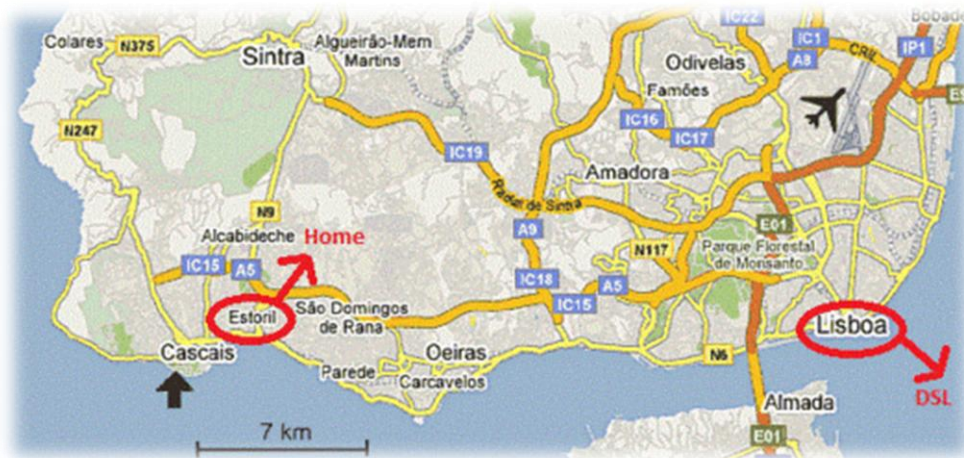 IC22
Bobade
Colares
N375
Algueirão-Mem
Martins
IC1
CRIL
IP1
Sintra
Odivelas
A8
Famões
N247
IC16
IC17
IC19
Amadora
Radial de Sintra
N9
A9
E01
Alcabideche
Home
N117
Parque Florestal
de Monsanto
IC15
A5
IC18
A5
IC15
Estoril
São Domingos
de Rana
Lisboa
Cascais
Oeiras
N6
Parede
Carcavelos
DSL
Almada
7 km
E01